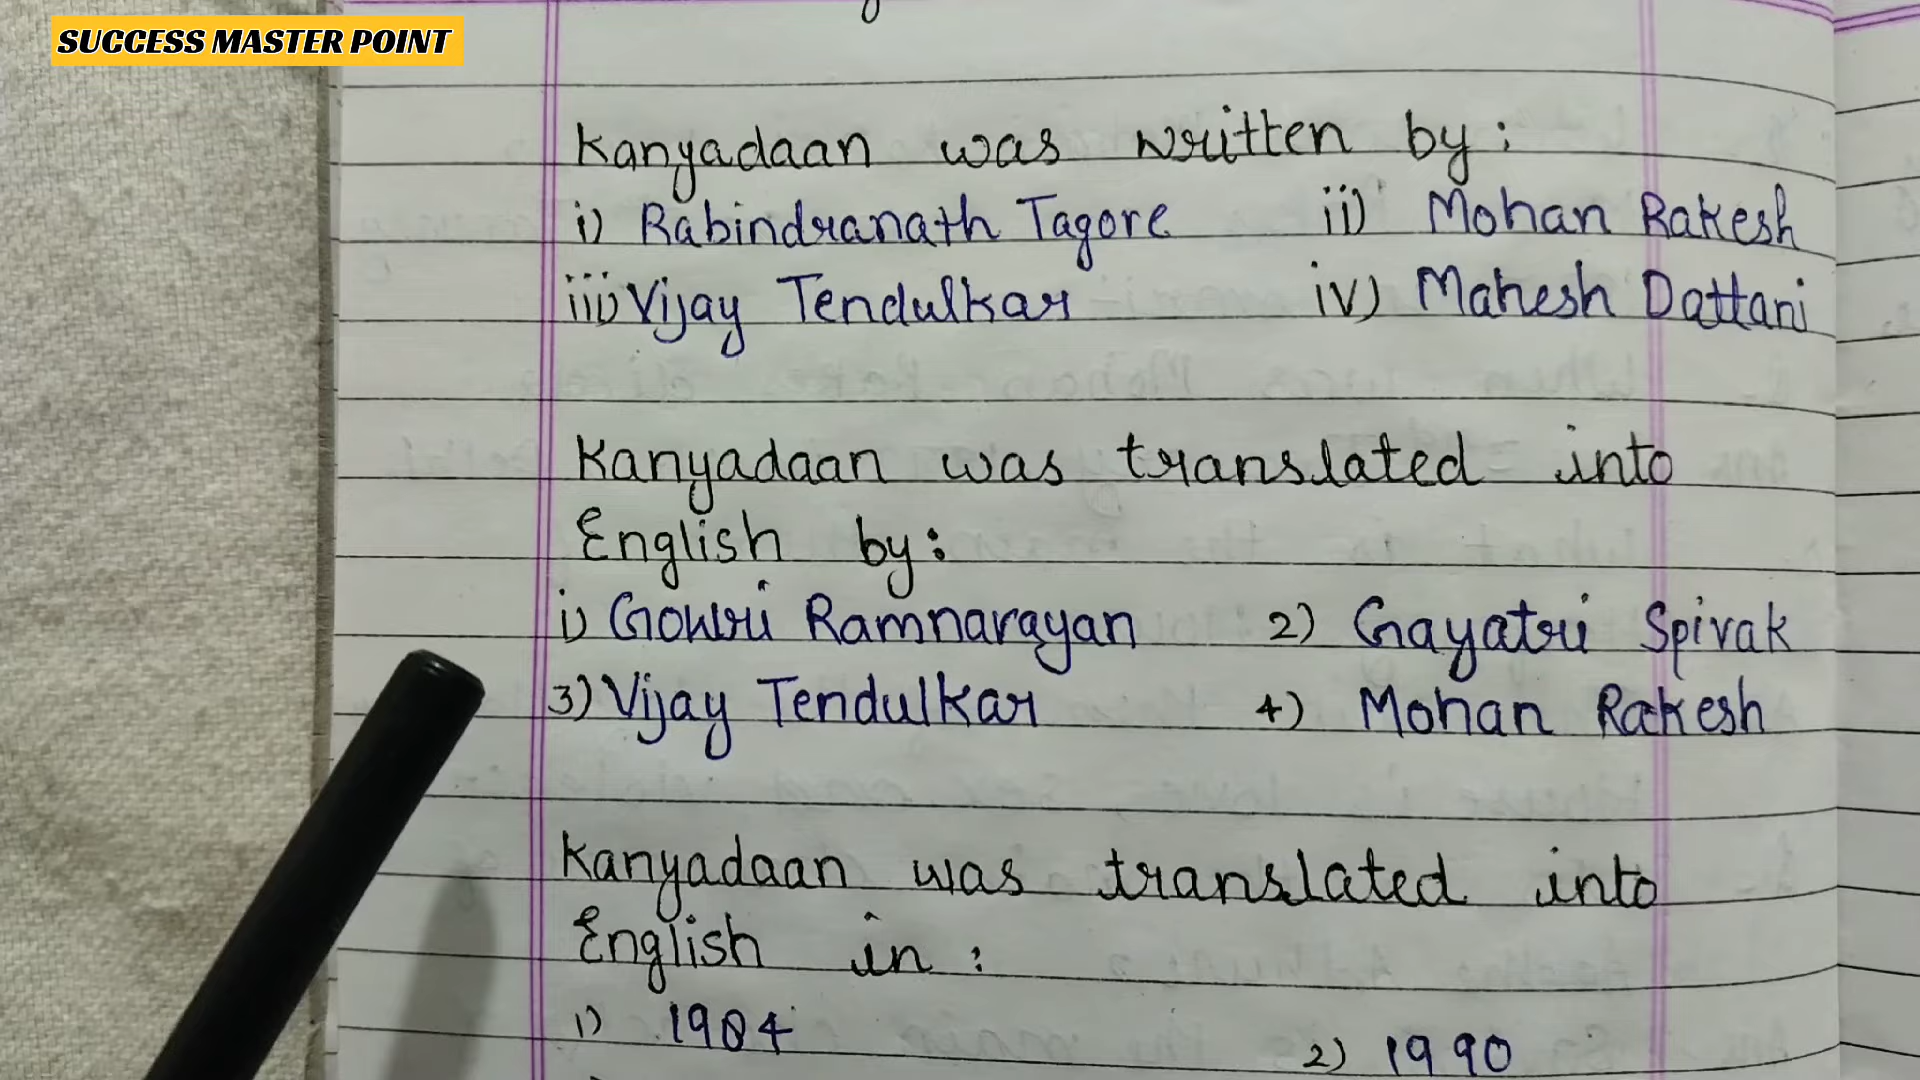 SUCCESS MASTER POINT
Kanyadaan was written by:
i) Rabindranath Tagore ii) Mohan Rakesh
iii) Vijay Tendulkar iv) Mahesh Dattani
Kanyadaan was translated into
English by:
i) Gowri Ramnarayan 2) Gayatri Spivak
3) Vijay Tendulkar 4) Mohan Rakesh
Kanyadaan was translated into
English in:
1) 1984 2) 1990